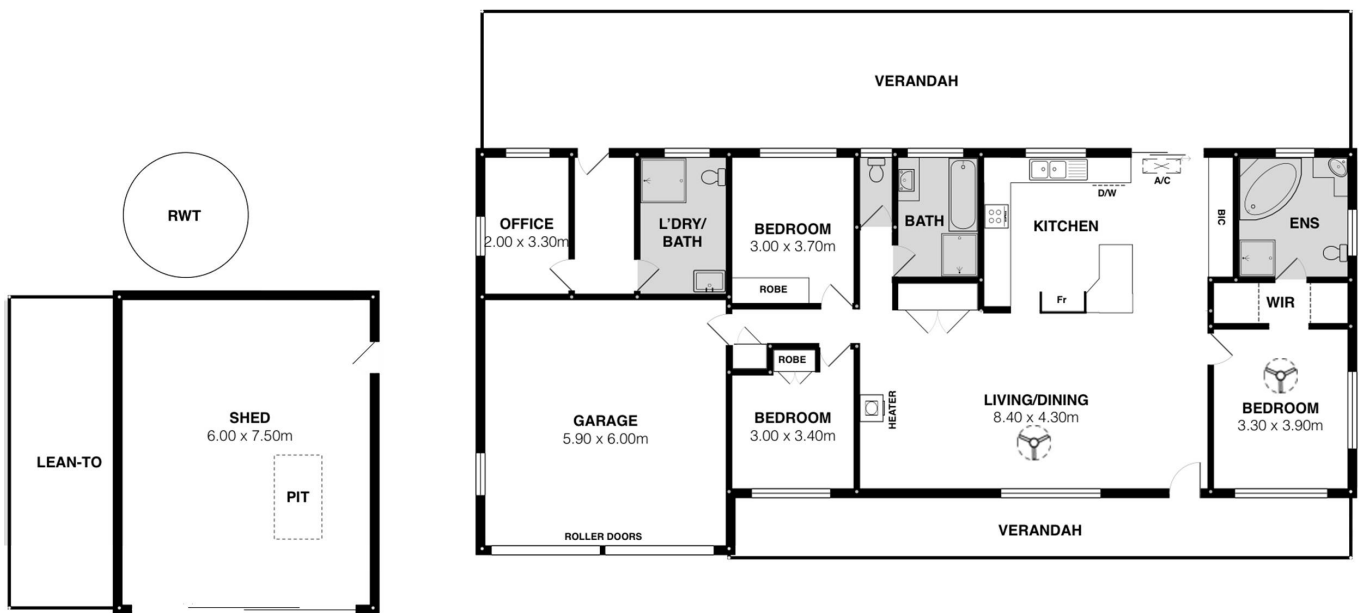 VERANDAH
RWT
OFFICE
2.00 x 3.30m
L'DRY/
BATH
BEDROOM
3.00 x 3.70m
ROBE
BATH
KITCHEN
D/W
A/C
Fr
BIC
ENS
WIR
LEAN-TO
SHED
6.00 x 7.50m
PIT
GARAGE
5.90 x 6.00m
ROLLER DOORS
ROBE
BEDROOM
3.00 x 3.40m
HEATER
LIVING/DINING
8.40 x 4.30m
BEDROOM
3.30 x 3.90m
VERANDAH